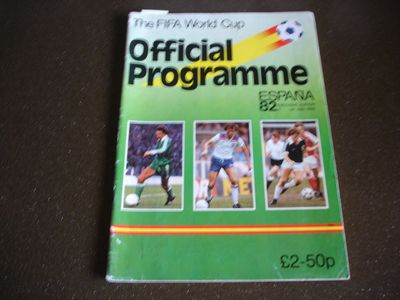 The FIFA World Cup
Official
Programme
ESPAÑA
82
£2-50p